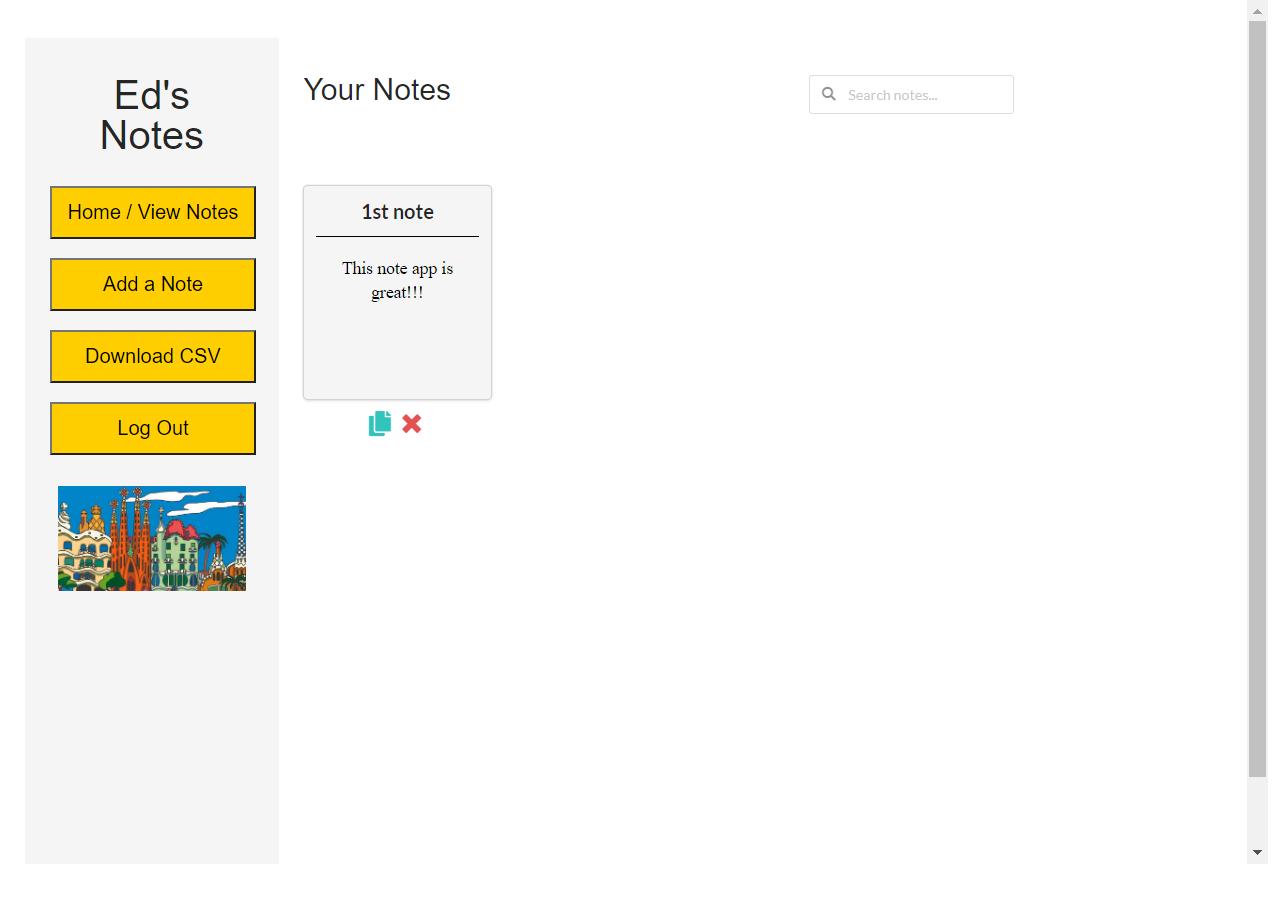 Ed's
Notes
Home / View Notes
Add a Note
Download CSV
Log Out
Your Notes
Search notes...
1st note
This note app is
great!!!